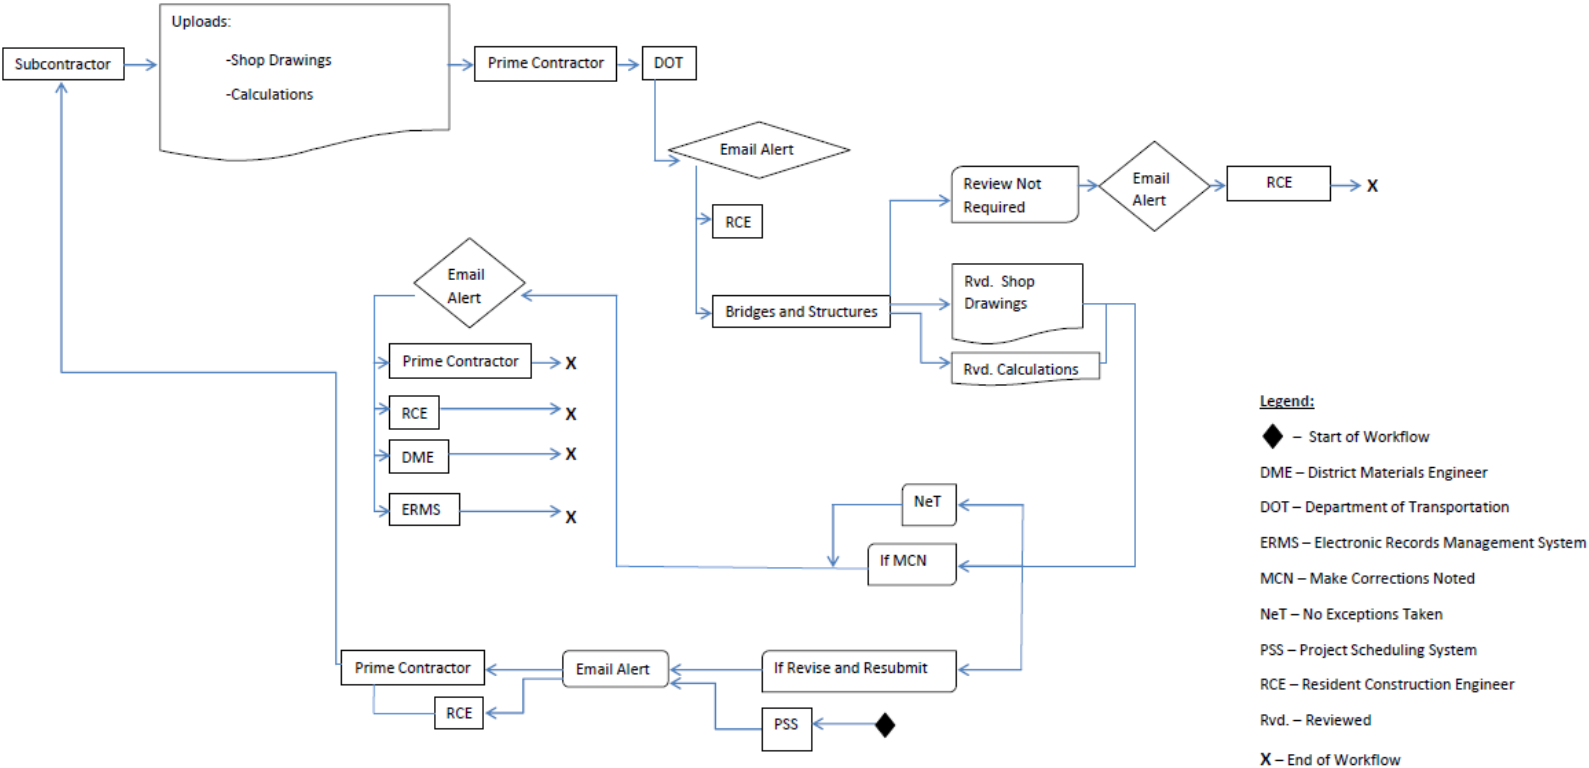 Uploads:
-Shop Drawings
-Calculations
Subcontractor
Prime Contractor
DOT
Email Alert
RCE
Bridges and Structures
Review Not
Required
Email
Alert
RCE
X
Rvd. Shop
Drawings
Rvd. Calculations
Email
Alert
Prime Contractor
X
RCE
X
DME
X
ERMS
X
NeT
If MCN
If Revise and Resubmit
Email Alert
Prime Contractor
RCE
PSS
Legend:
– Start of Workflow
DME – District Materials Engineer
DOT – Department of Transportation
ERMS – Electronic Records Management System
MCN – Make Corrections Noted
NeT – No Exceptions Taken
PSS – Project Scheduling System
RCE – Resident Construction Engineer
Rvd. – Reviewed
X – End of Workflow